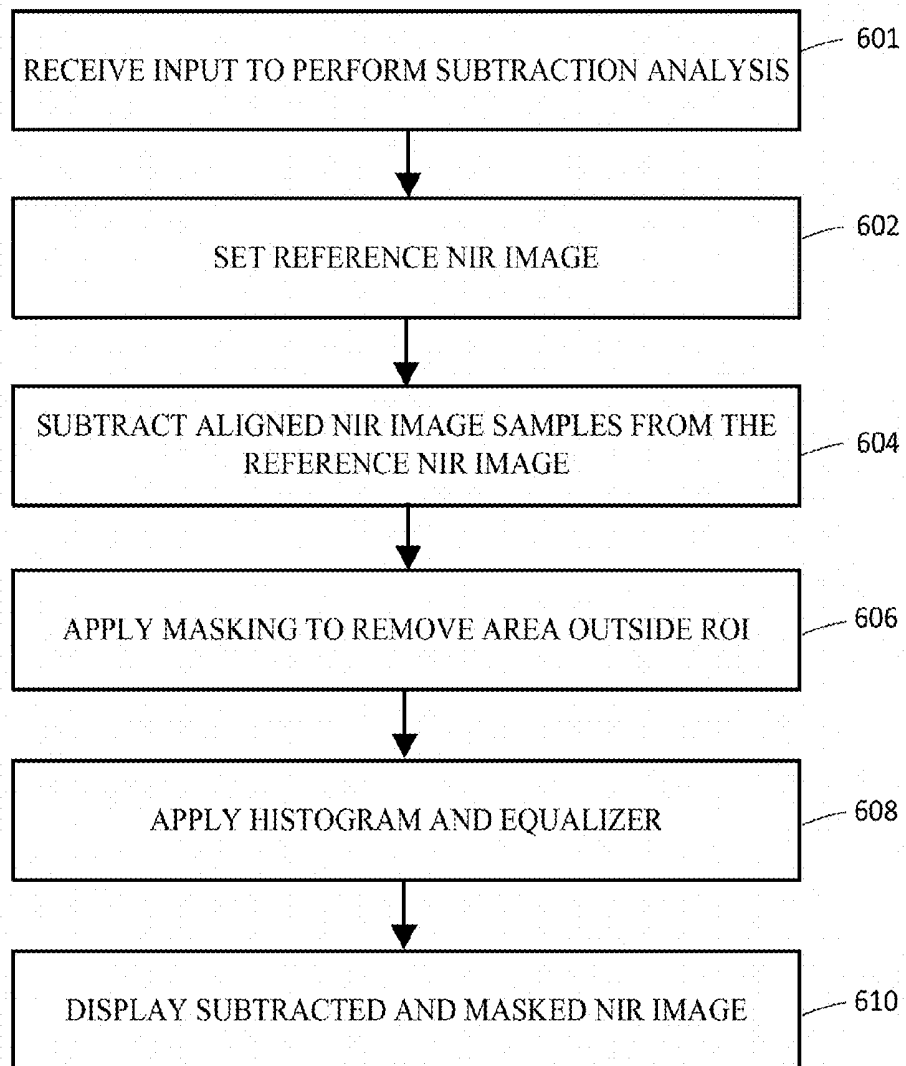 RECEIVE INPUT TO PERFORM SUBTRACTION ANALYSIS
601
SET REFERENCE NIR IMAGE
602
SUBTRACT ALIGNED NIR IMAGE SAMPLES FROM THE
REFERENCE NIR IMAGE
604
APPLY MASKING TO REMOVE AREA OUTSIDE ROI
606
APPLY HISTOGRAM AND EQUALIZER
608
DISPLAY SUBTRACTED AND MASKED NIR IMAGE
610